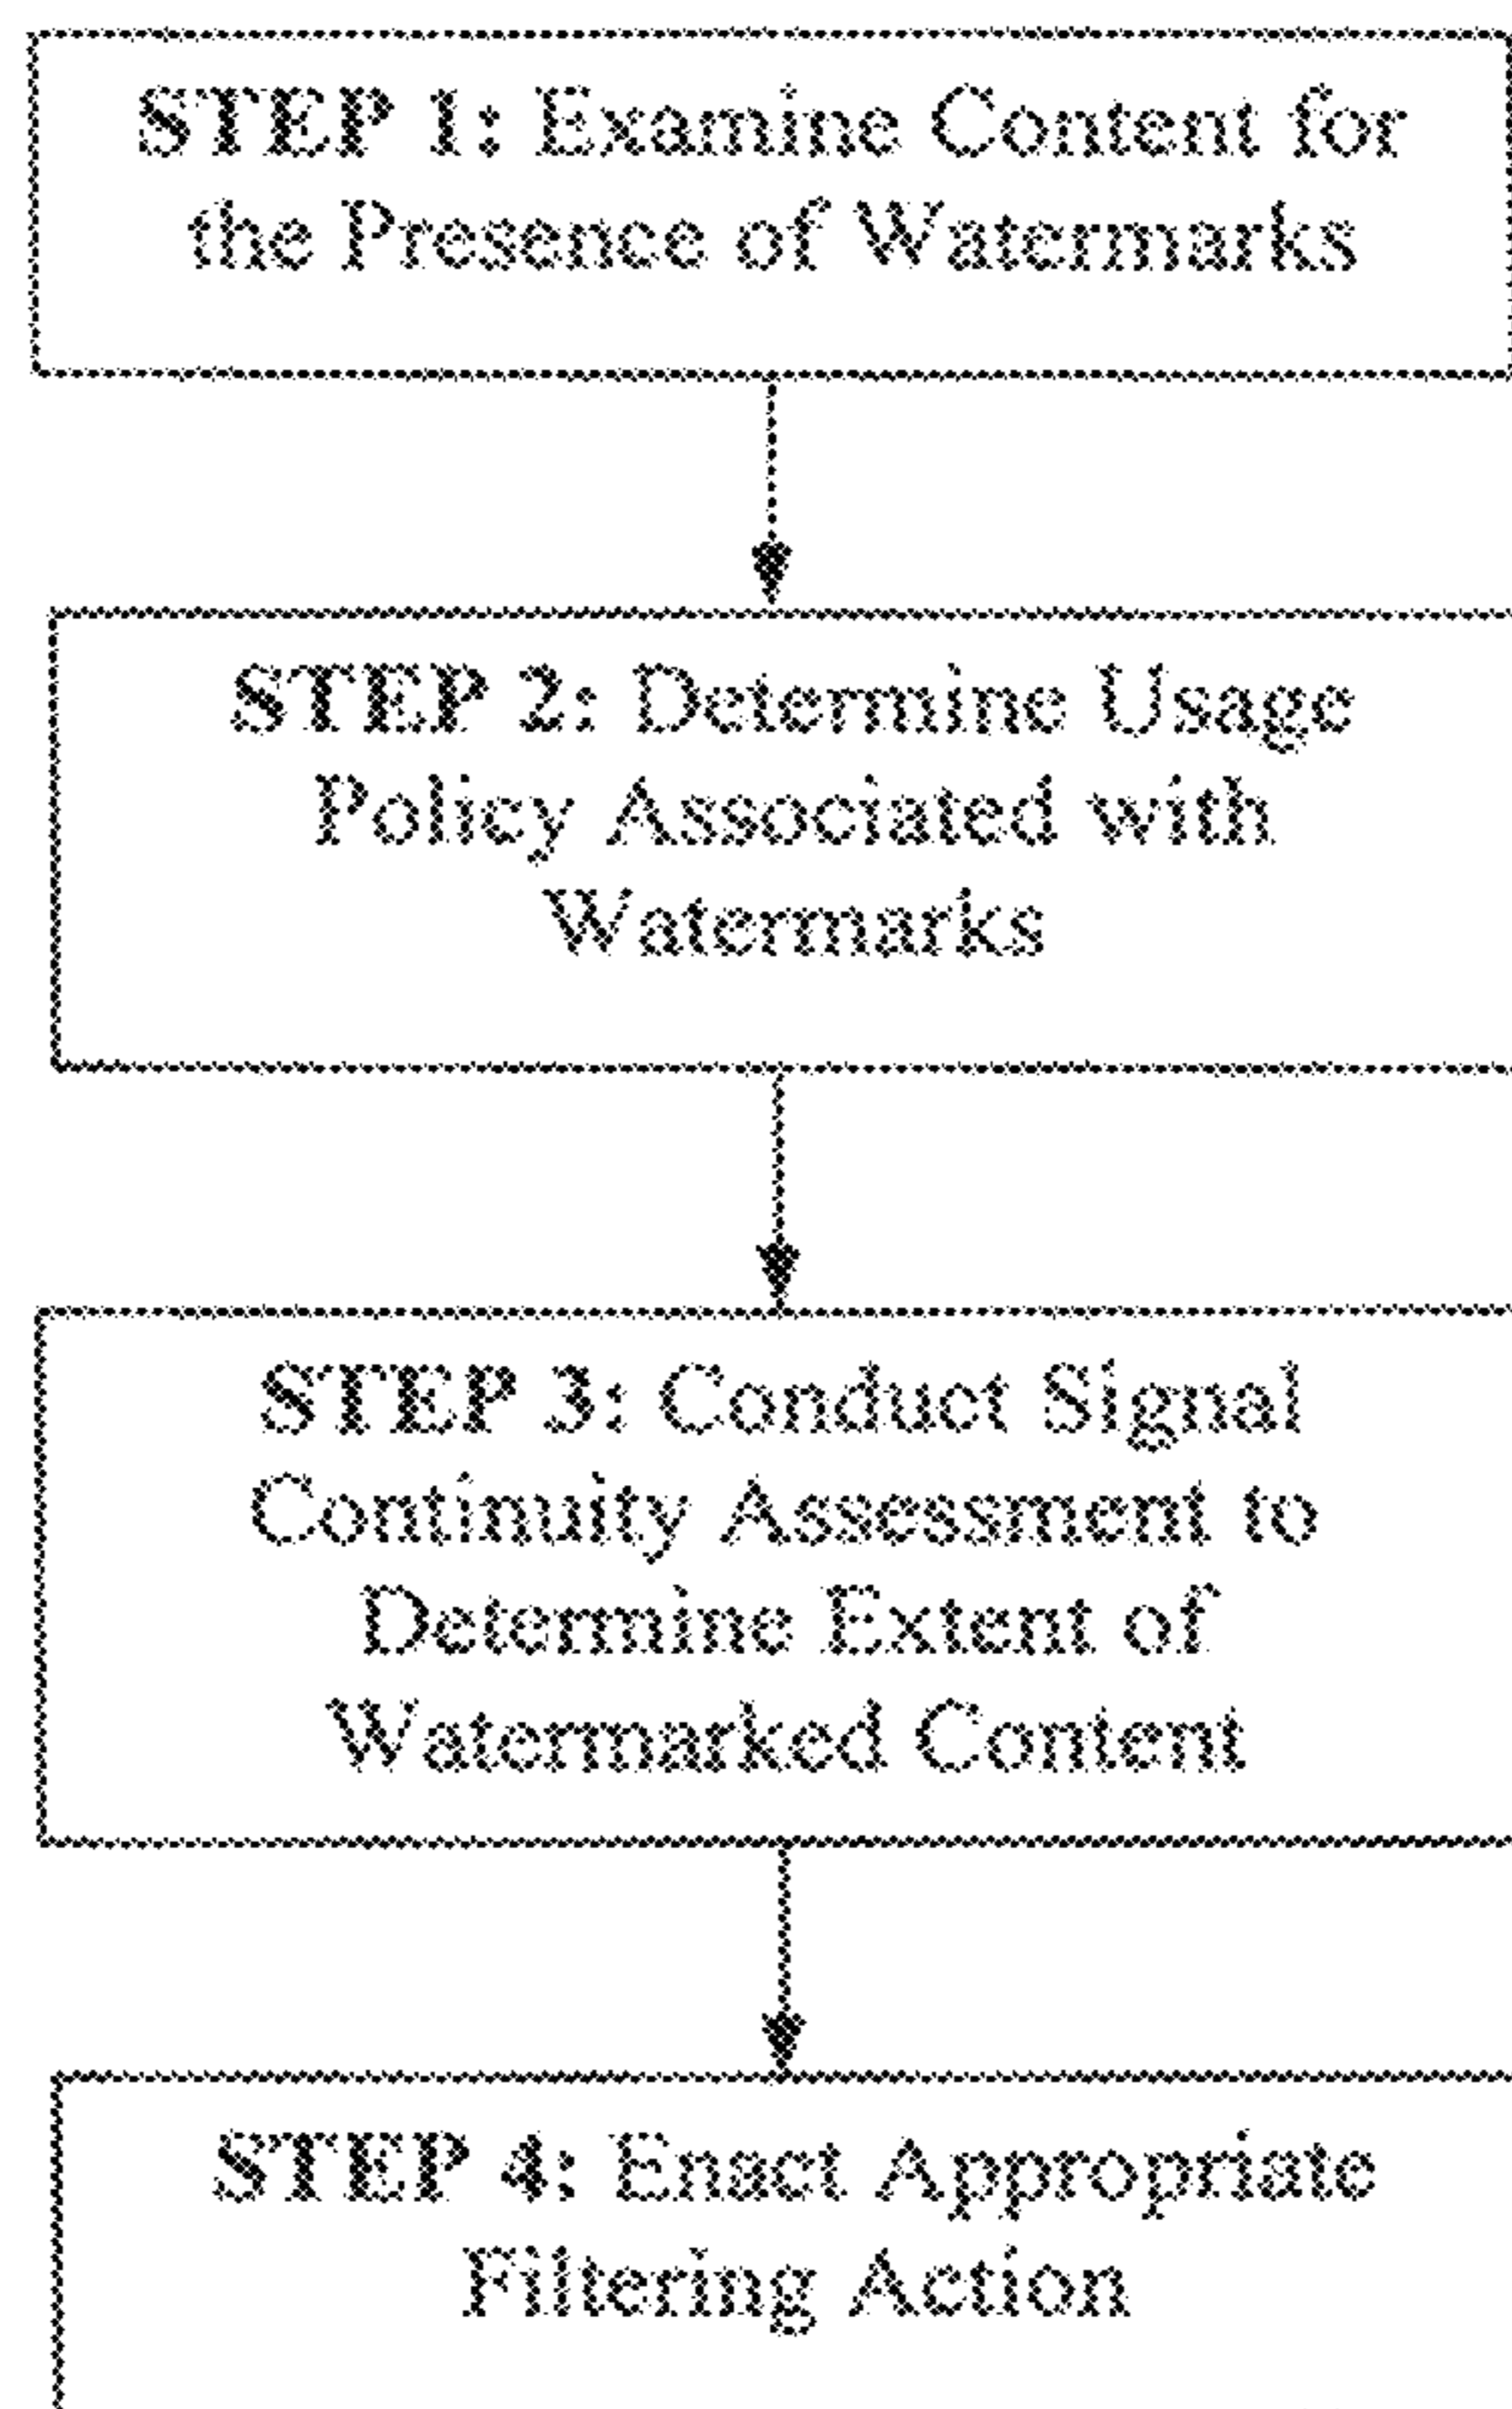 STEP 1: Examine Content for
the Presence of Watermarks
STEP 2: Determine Usage
Policy Associated with
Watermarks
STEP 3: Conduct Signal
Continuity Assessment to
Determine Extent of
Watermarked Content
STEP 4: Enact Appropriate
Filtering Action